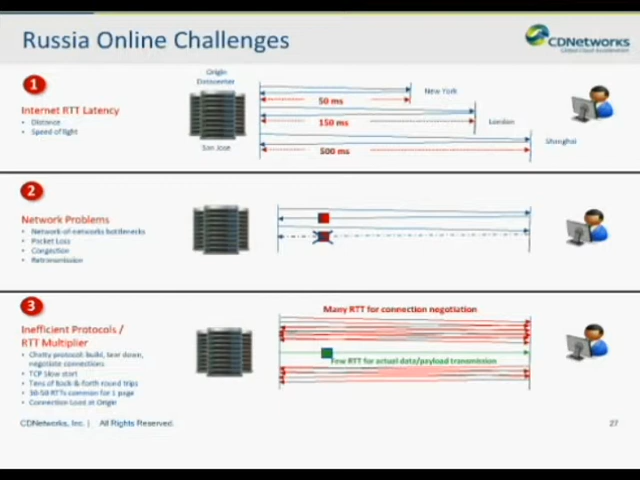 Russia Online Challenges
CDNetworks
Global Cloud Acceleration
1
Origin
Datacenter
San Jose
50 ms
New York
150 ms
London
500 ms
Shanghai
Internet RTT Latency
• Distance
• Speed of light
2
Network Problems
• Network of networks bottlenecks
• Packet Loss
• Congestion
• Retransmission
3
Inefficient Protocols /
RTT Multiplier
• Chatty protocol: build, tear down,
negotiate connections
• TCP Slow start
• Tens of back & forth round trips
• 30-50 RTTs common for 1 page
• Connection Load at Origin
Many RTT for connection negotiation
Few RTT for actual data/payload transmission
CDNetworks, Inc. | All Rights Reserved.
27